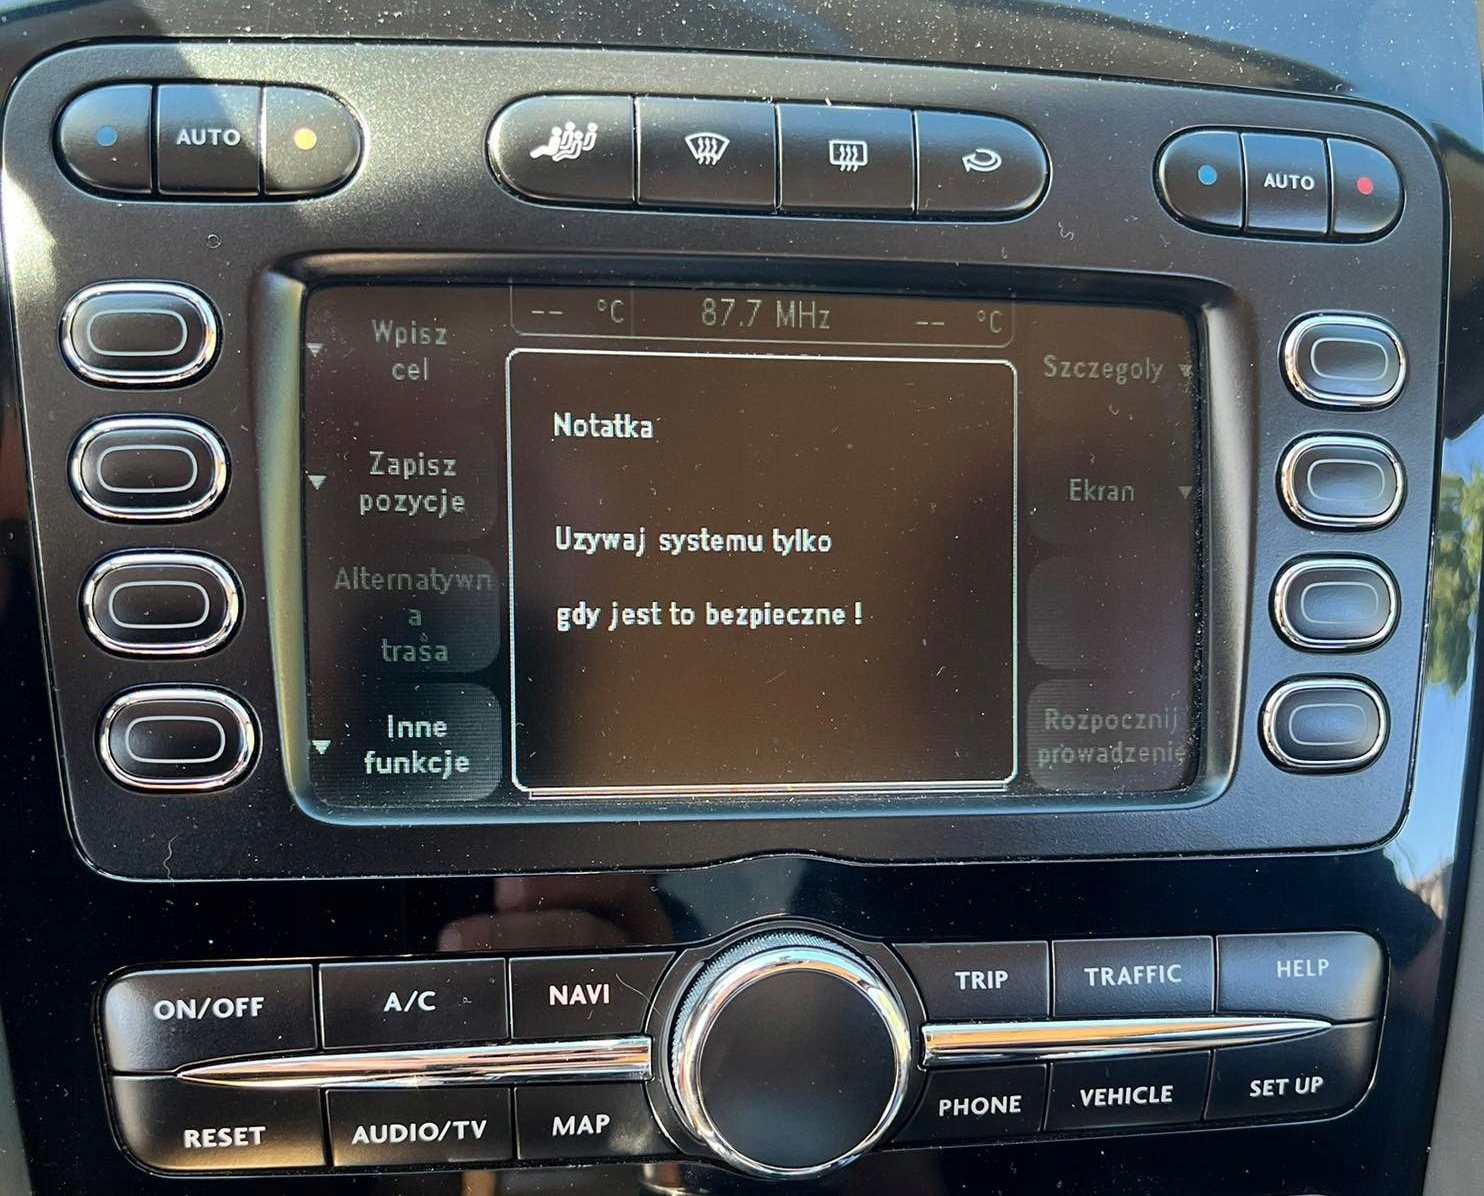 AUTO
AUTO
-- °C 87.7 MHz -- °C
Wpisz
cel
Zapisz
pozycje
Alternatywn
a
trasa
Inne
funkcje
Notatka
Uzywaj systemu tylko
gdy jest to bezpieczne !
Szczegoly
Ekran
Rozpocznij
prowadzenie
ON/OFF A/C NAVI TRIP TRAFFIC HELP
RESET AUDIO/TV MAP PHONE VEHICLE SET UP